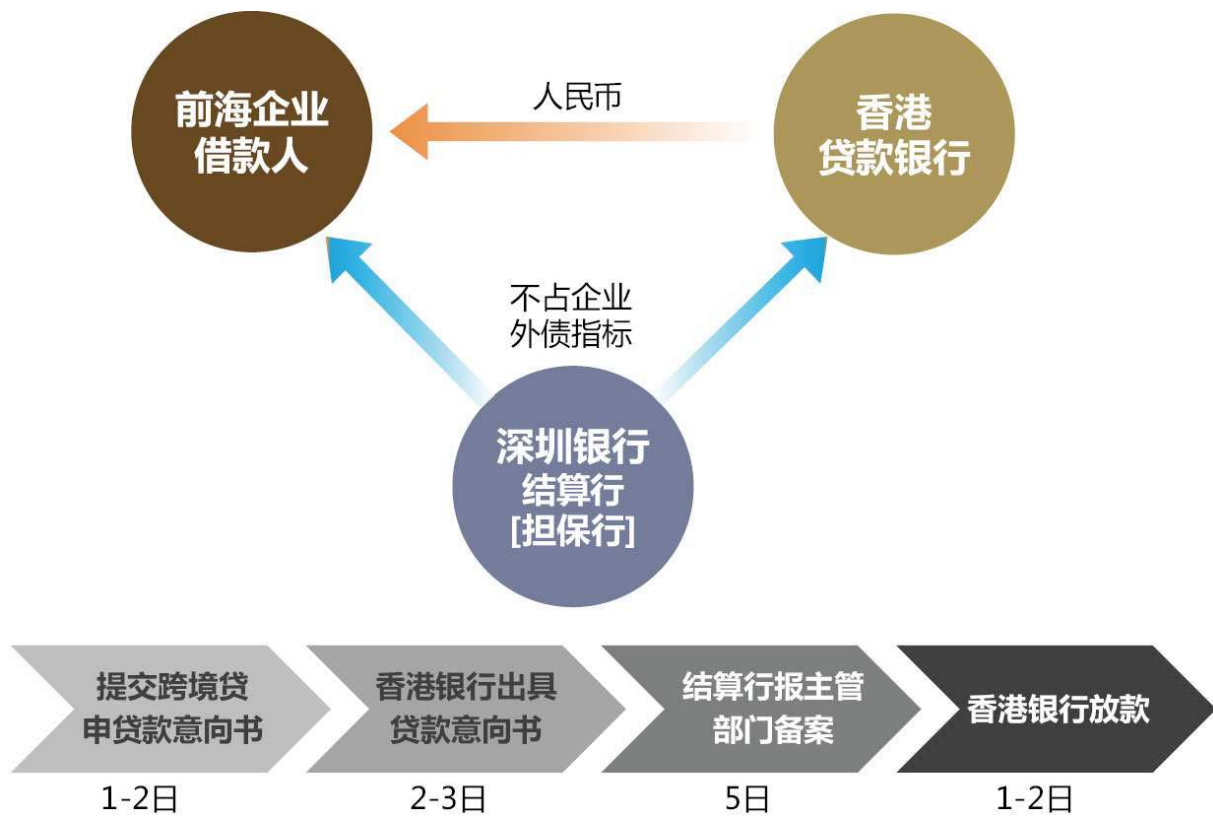 前海企业
借款人
人民币
香港
贷款银行
不占企业
外债指标
深圳银行
结算行
[担保行]
提交跨境贷
申贷款意向书
香港银行出具
贷款意向书
结算行报主管
部门备案
香港银行放款
1-2日
2-3日
5日
1-2日